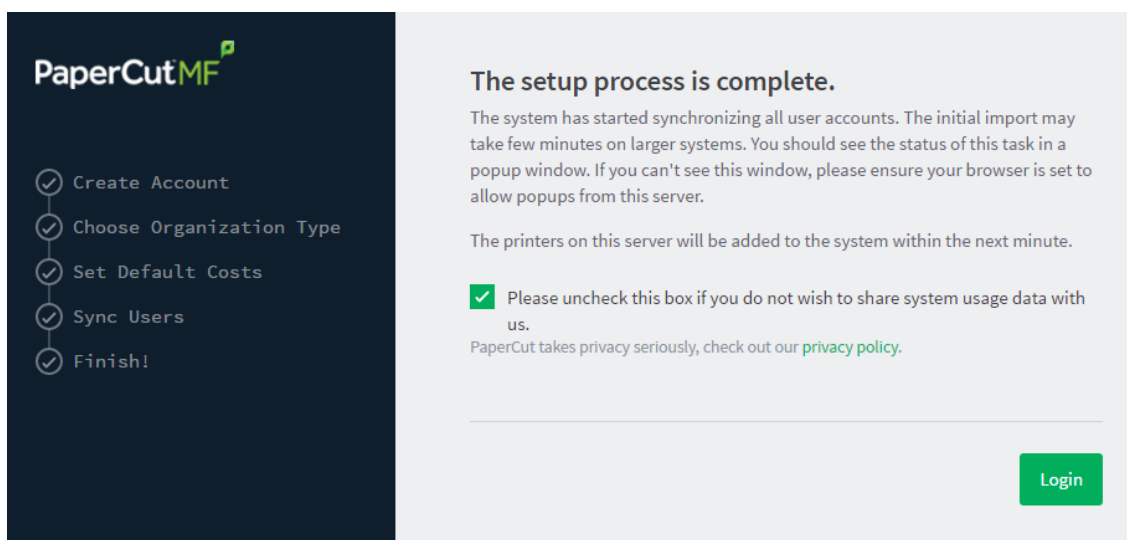 PaperCut MF
Create Account
Choose Organization Type
Set Default Costs
Sync Users
Finish!
The setup process is complete.
The system has started synchronizing all user accounts. The initial import may
take few minutes on larger systems. You should see the status of this task in a
popup window. If you can't see this window, please ensure your browser is set to
allow popups from this server.
The printers on this server will be added to the system within the next minute.
Please uncheck this box if you do not wish to share system usage data with
us.
PaperCut takes privacy seriously, check out our privacy policy.
Login